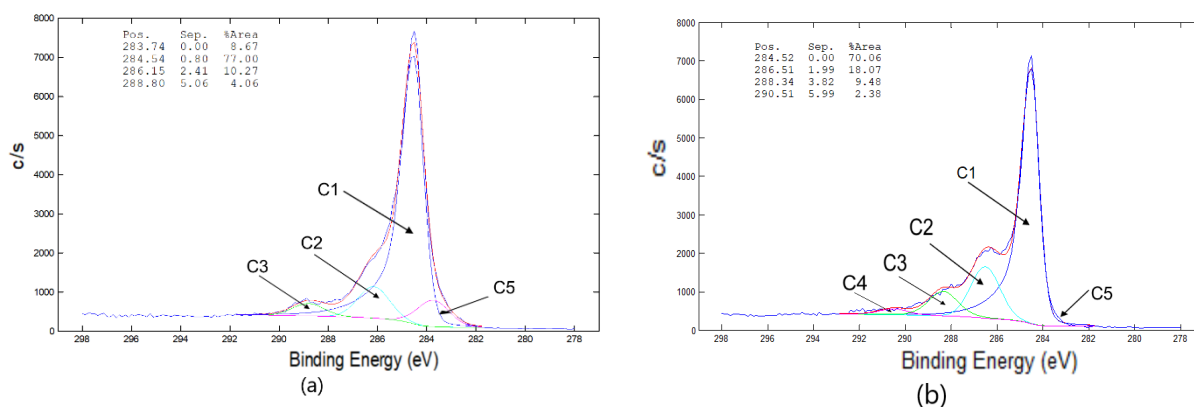 8000
7000
6000
5000
4000
3000
2000
1000
0
c/s
Pos. Sep. %Area
283.74 0.00 8.67
284.54 0.80 77.00
286.15 2.41 10.27
288.80 5.06 4.06
C1
C2
C3
C5
298 296 294 292 290 288 286 284 282 280 278
Binding Energy (eV)
(a)
8000
7000
6000
5000
4000
3000
2000
1000
0
c/s
Pos. Sep. %Area
284.52 0.00 70.06
286.51 1.99 18.07
288.34 3.82 9.48
290.51 5.99 2.38
C1
C2
C3
C4
C5
298 296 294 292 290 288 286 284 282 280 278
Binding Energy (eV)
(b)